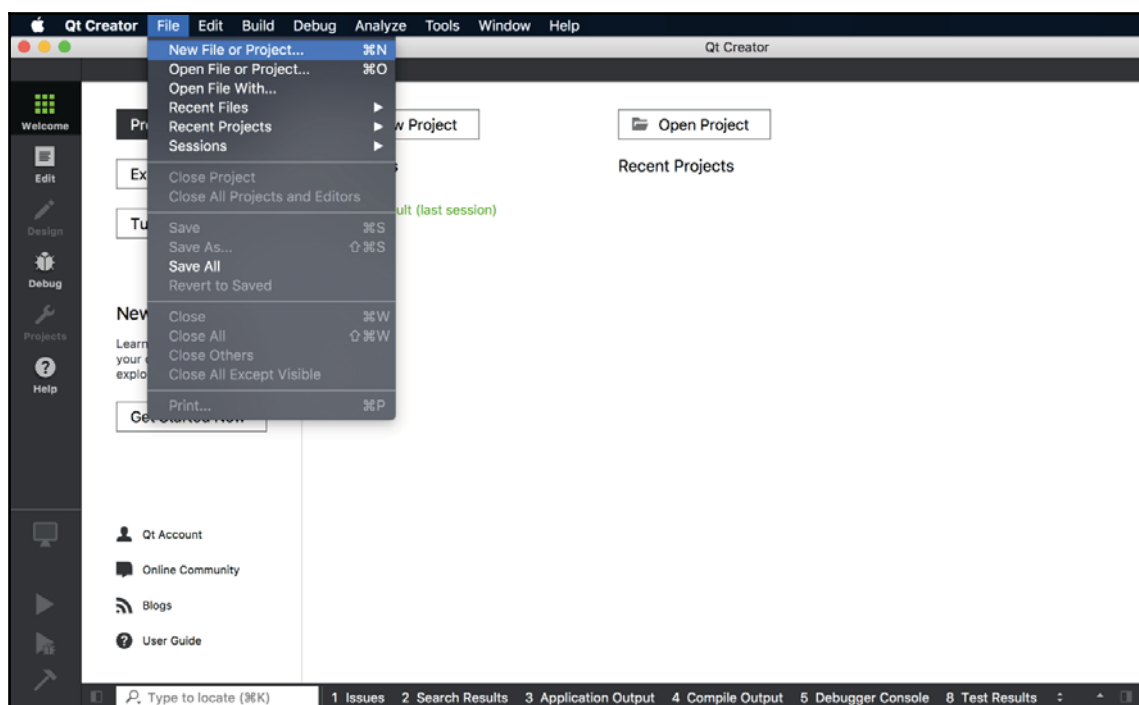 Qt Creator File Edit Build Debug Analyze Tools Window Help
Qt Creator
New File or Project... ⌘N
Open File or Project... ⌘O
Open File With...
Recent Files ▶
Recent Projects ▶
Sessions ▶
Close Project
Close All Projects and Editors
Save ⌘S
Save As... ⇧⌘S
Save All
Revert to Saved
Close ⌘W
Close All ⇧⌘W
Close Others
Close All Except Visible
Print... ⌘P
Welcome
Edit
Design
Debug
Projects
Help
Project
Open Project
Recent Projects
(last session)
New
Learn
your
Get Started Now
Qt Account
Online Community
Blogs
User Guide
Type to locate (⌘K) 1 Issues 2 Search Results 3 Application Output 4 Compile Output 5 Debugger Console 8 Test Results